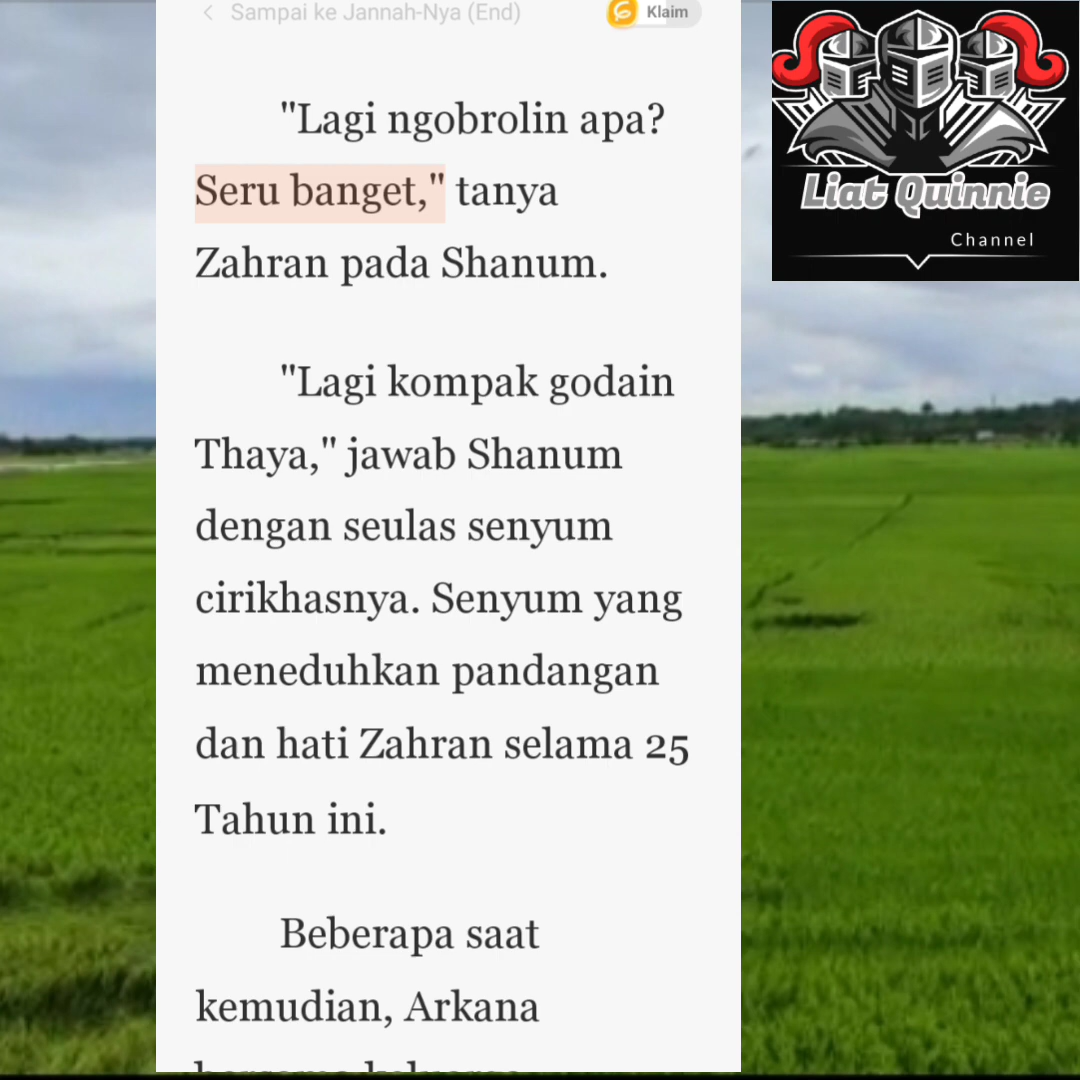 Sampai ke Jannah-Nya (End)
Klaim
"Lagi ngobrolin apa?
Seru banget," tanya
Zahran pada Shanum.
"Lagi kompak godain
Thaya," jawab Shanum
dengan seulas senyum
cirikhasnya. Senyum yang
meneduhkan pandangan
dan hati Zahran selama 25
Tahun ini.
Beberapa saat
kemudian, Arkana
Liat Quinnie
Channel